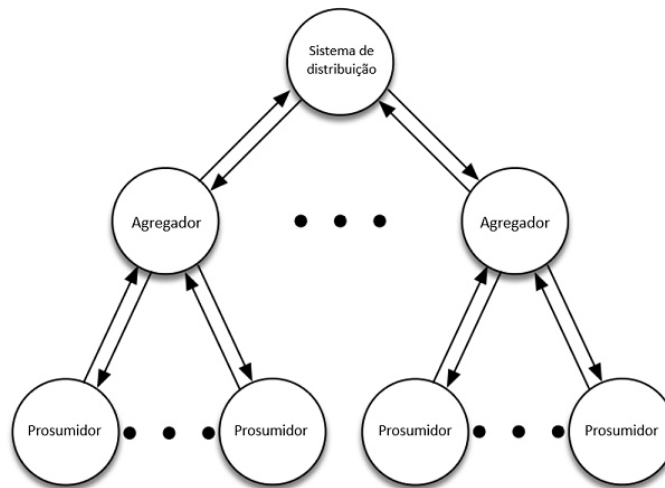 Sistema de
distribuição
Agregador
Agregador
Prosumidor
Prosumidor
Prosumidor
Prosumidor